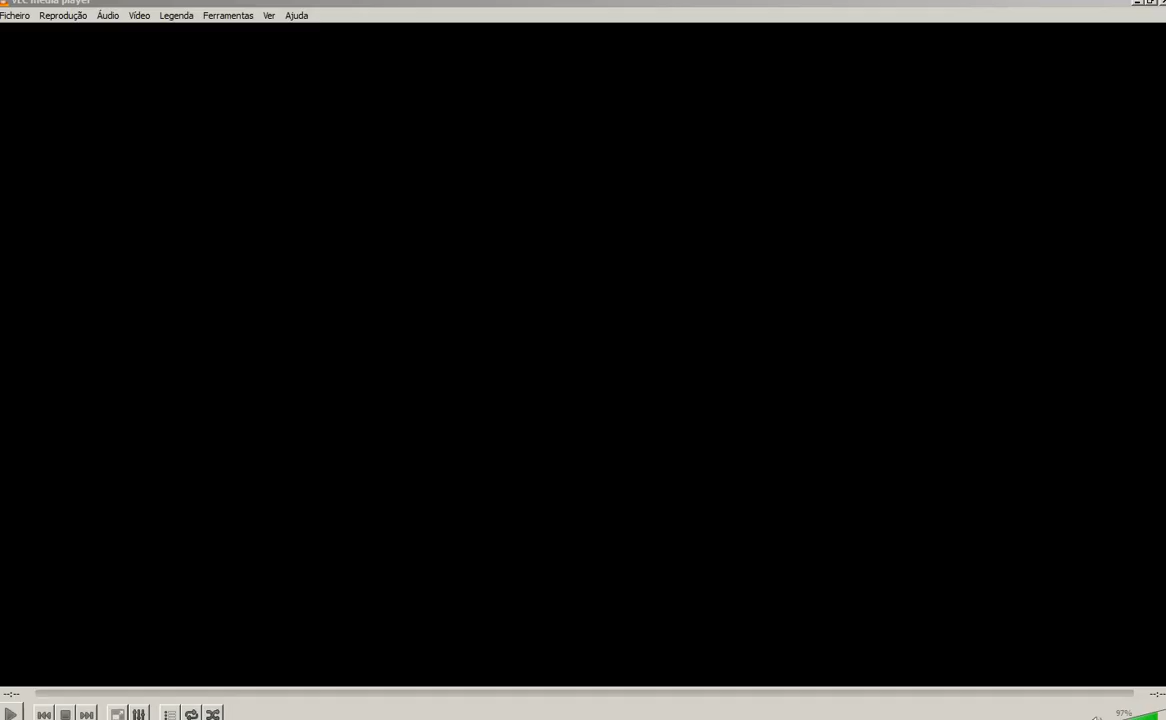 VLC media player
Ficheiro Reprodução Áudio Vídeo Legenda Ferramentas Ver Ajuda
--:-- --:--
97%